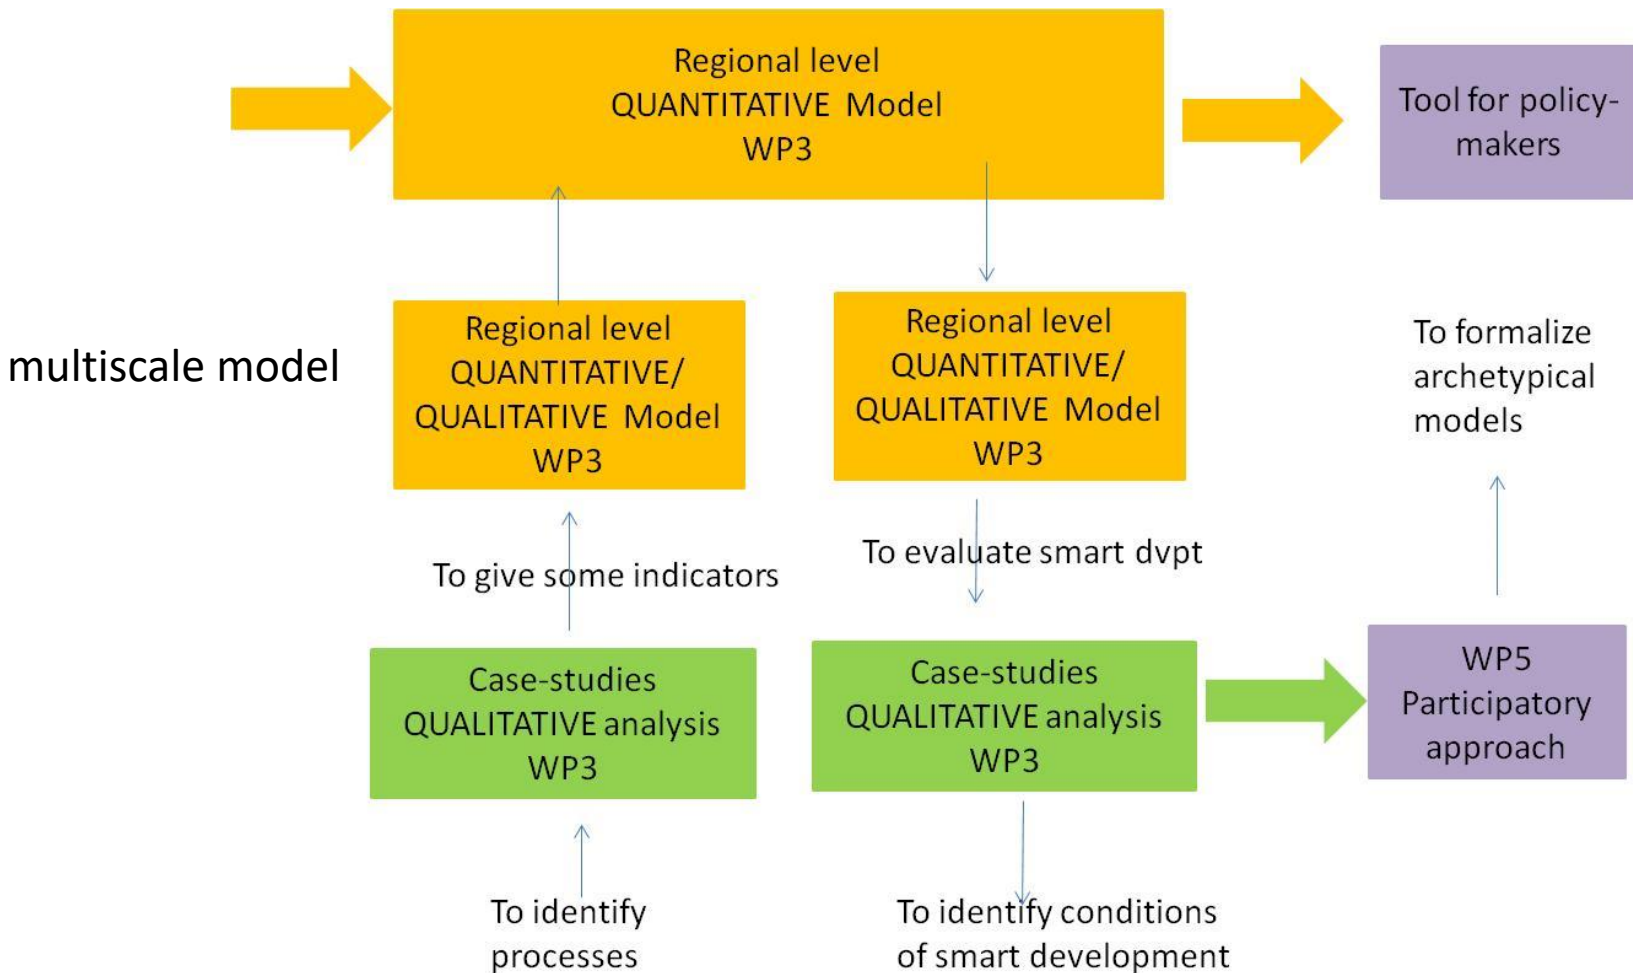 Regional level
QUANTITATIVE Model
WP3
Tool for policy-
makers
multiscale model
Regional level
QUANTITATIVE/
QUALITATIVE Model
WP3
Regional level
QUANTITATIVE/
QUALITATIVE Model
WP3
To formalize
archetypical
models
To give some indicators
To evaluate smart dvpt
Case-studies
QUALITATIVE analysis
WP3
Case-studies
QUALITATIVE analysis
WP3
WP5
Participatory
approach
To identify
processes
To identify conditions
of smart development